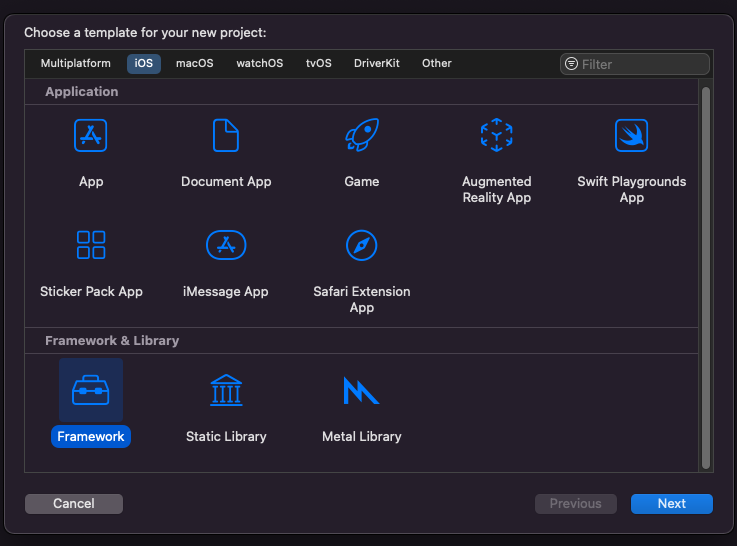 Choose a template for your new project:
Multiplatform iOS macOS watchOS tvOS DriverKit Other Filter
Application
App Document App Game Augmented Reality App Swift Playgrounds App
Sticker Pack App iMessage App Safari Extension App
Framework & Library
Framework Static Library Metal Library
Cancel Previous Next